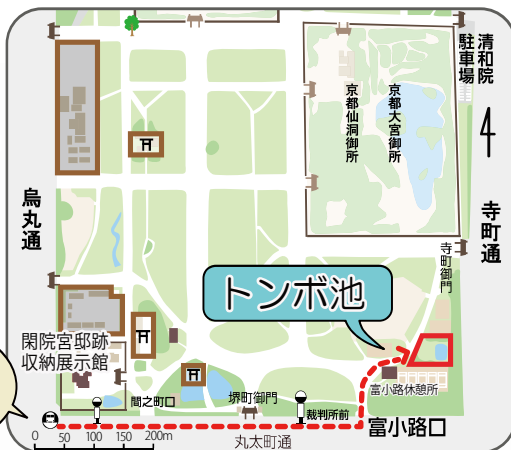 清和院
駐車場
京都大宮御所
京都仙洞御所
烏丸通
寺町通
寺町御門
トンボ池
閑院宮邸跡
収納展示館
富小路休憩所
間之町口
堺町御門
裁判所前
富小路口
丸太町通
0 50 100 150 200m